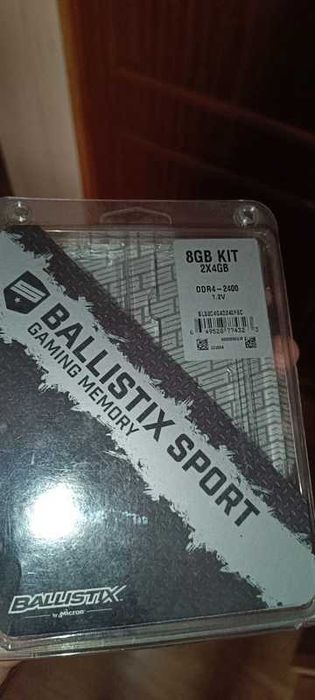 8GB KIT
2X4GB
DDR4-2400
1.2V
BALLISTIX SPORT
GAMING MEMORY
BALLISTIX
by Micron